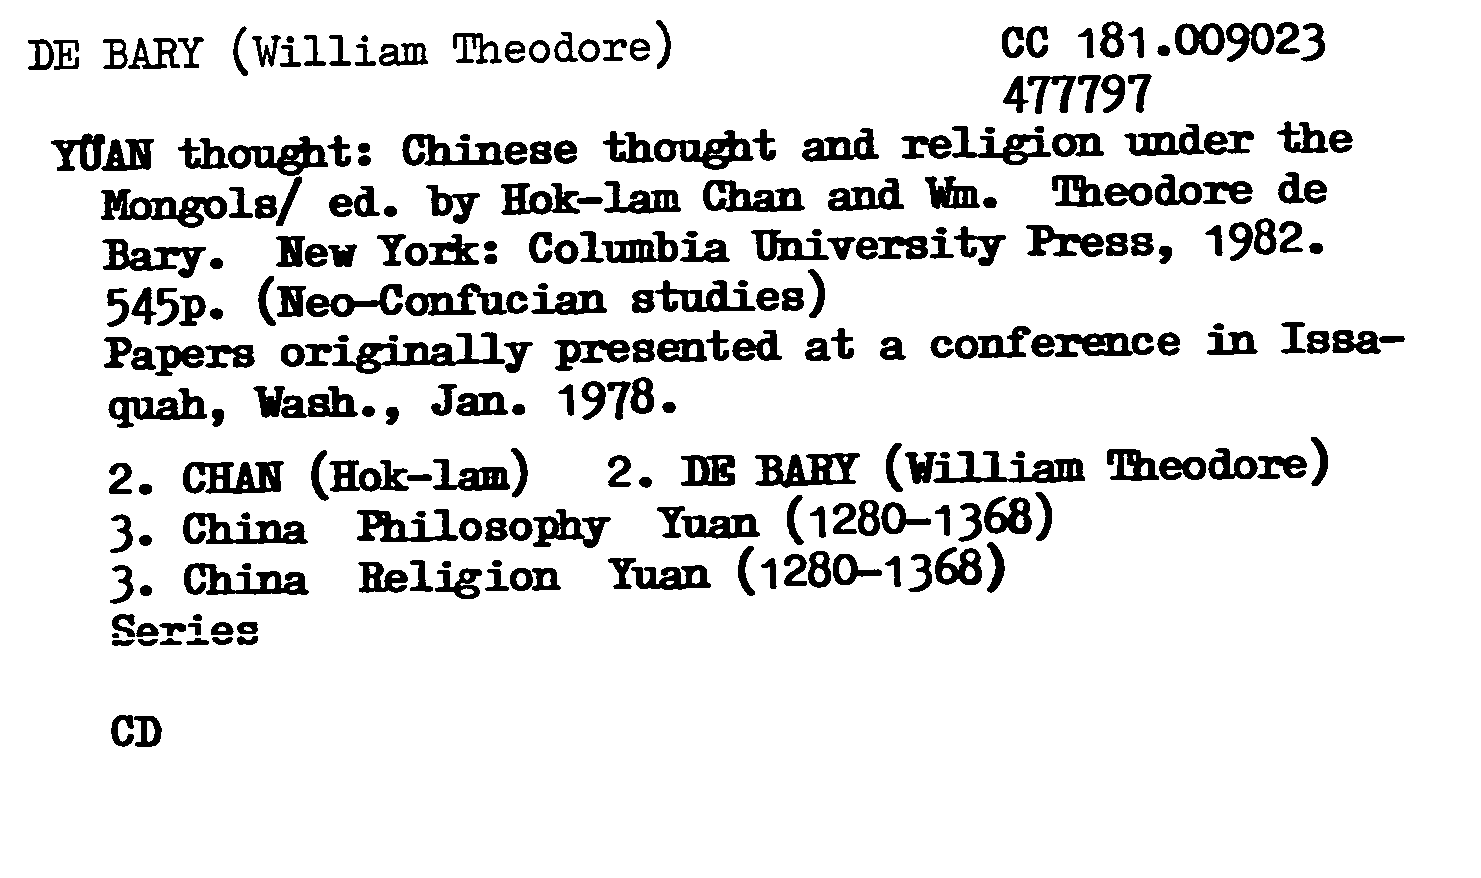 DE BARY (William Theodore)
CC 181.009023
477797
YÜAN thought: Chinese thought and religion under the
Mongols/ ed. by Hok-lam Chan and Wm. Theodore de
Bary. New York: Columbia University Press, 1982.
545p. (Neo-Confucian studies)
Papers originally presented at a conference in Issa-
quah, Wash., Jan. 1978.
2. CHAN (Hok-lam) 2. DE BARY (William Theodore)
3. China Philosophy Yuan (1280-1368)
3. China Religion Yuan (1280-1368)
Series
CD